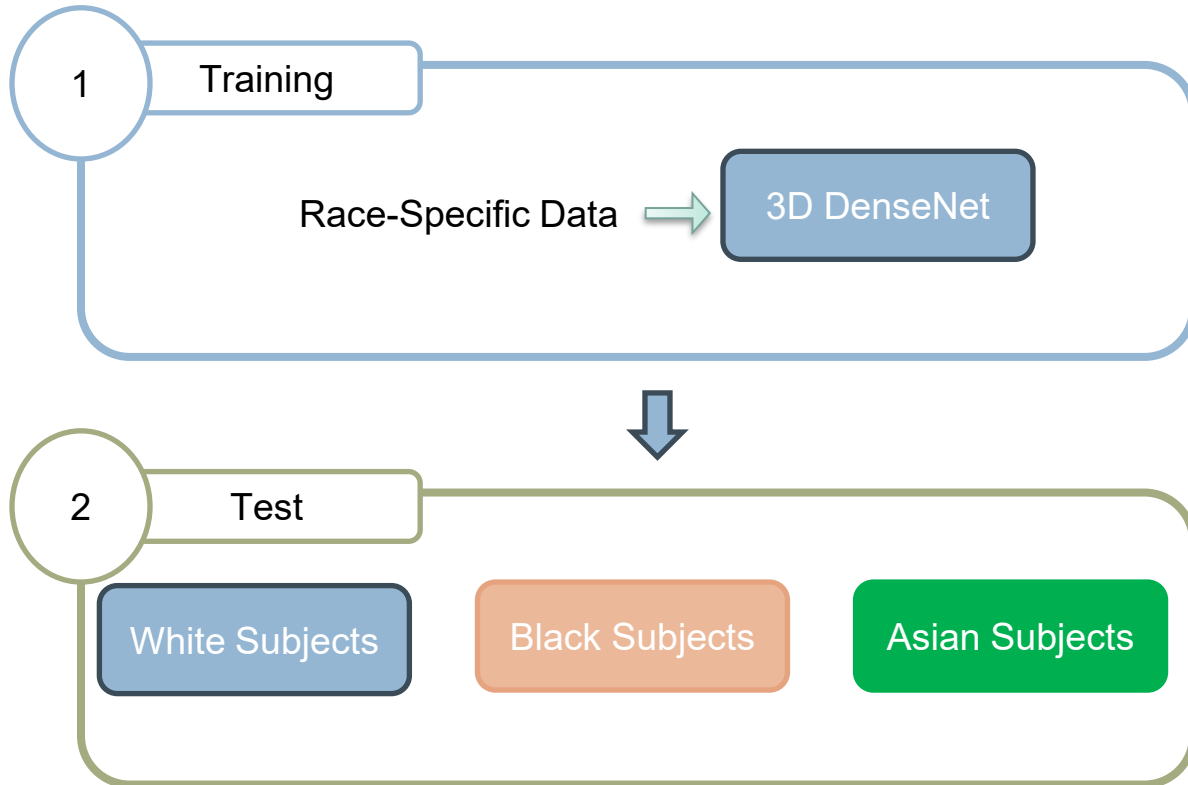 1
Training
Race-Specific Data
3D DenseNet
2
Test
White Subjects
Black Subjects
Asian Subjects